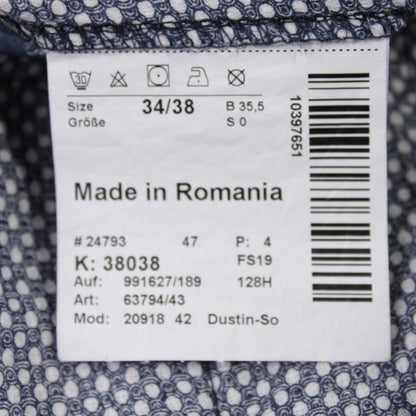 30
Size 34/38 B 35,5
Größe S 0
10397651
Made in Romania
# 24793 47 P: 4
K: 38038 FS19
Auf: 991627/189 128H
Art: 63794/43
Mod: 20918 42 Dustin-So